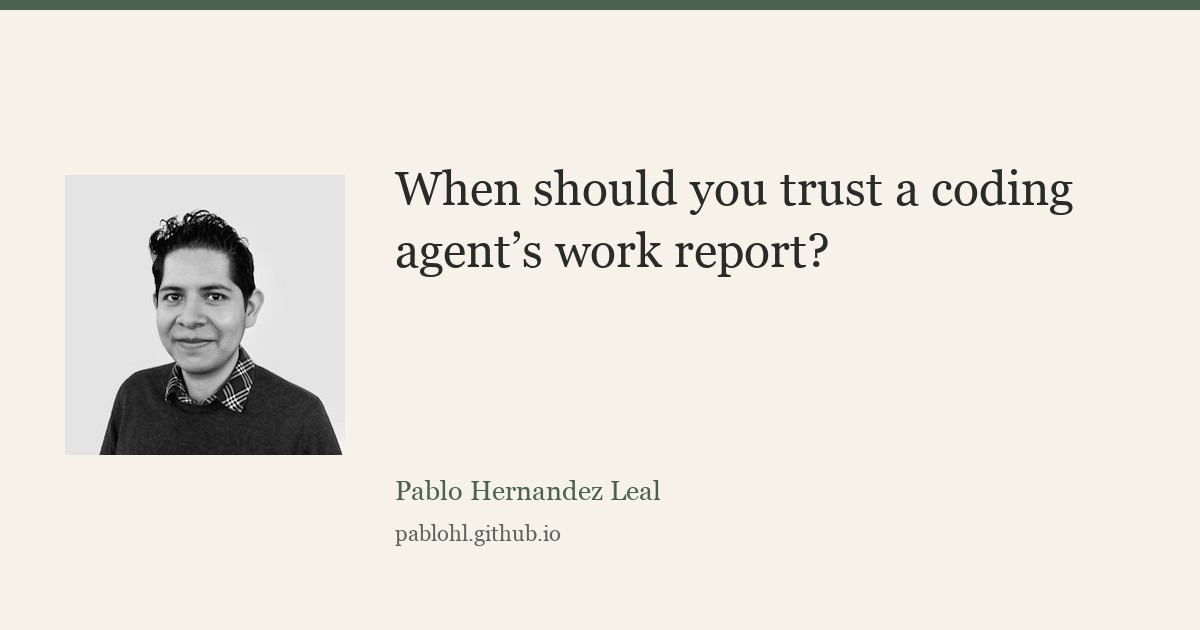 When should you trust a coding
agent’s work report?
Pablo Hernandez Leal
pablohl.github.io